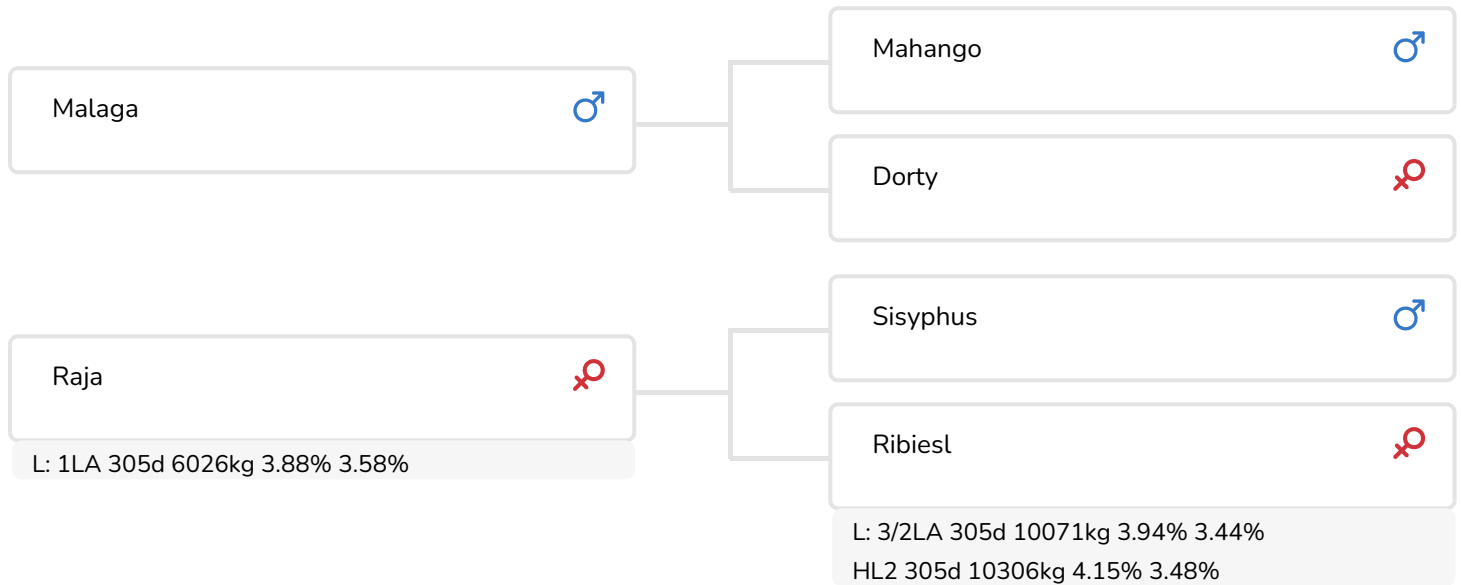 Malaga
Mahango
Dorty
Raja
L: 1LA 305d 6026kg 3.88% 3.58%
Sisyphus
Ribiesl
L: 3/2LA 305d 10071kg 3.94% 3.44%
HL2 305d 10306kg 4.15% 3.48%